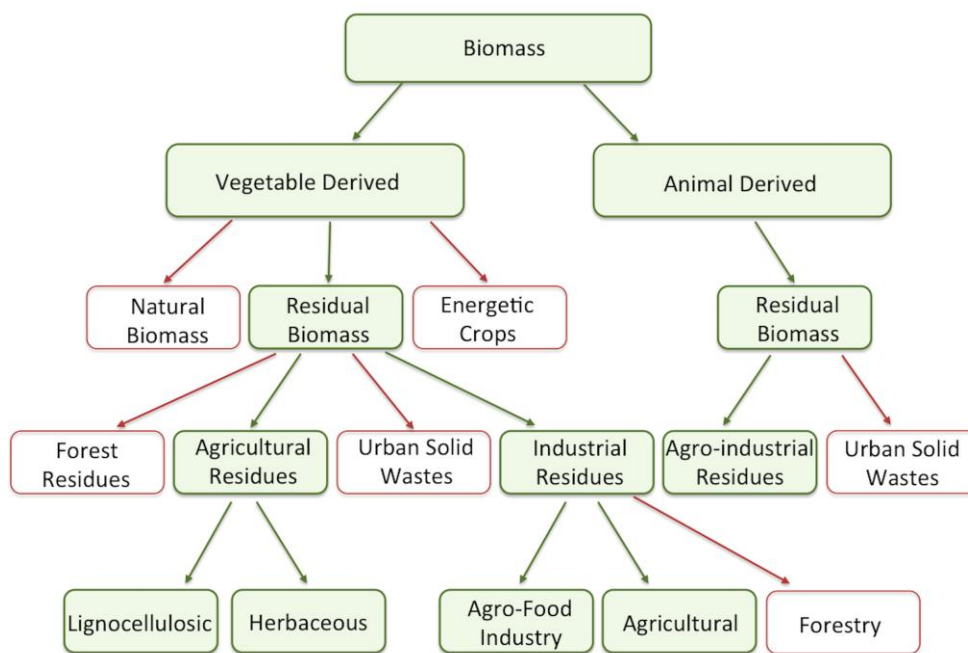 Biomass
Vegetable Derived
Animal Derived
Natural
Biomass
Residual
Biomass
Energetic
Crops
Residual
Biomass
Forest
Residues
Agricultural
Residues
Urban Solid
Wastes
Industrial
Residues
Agro-industrial
Residues
Urban Solid
Wastes
Lignocellulosic
Herbaceous
Agro-Food
Industry
Agricultural
Forestry